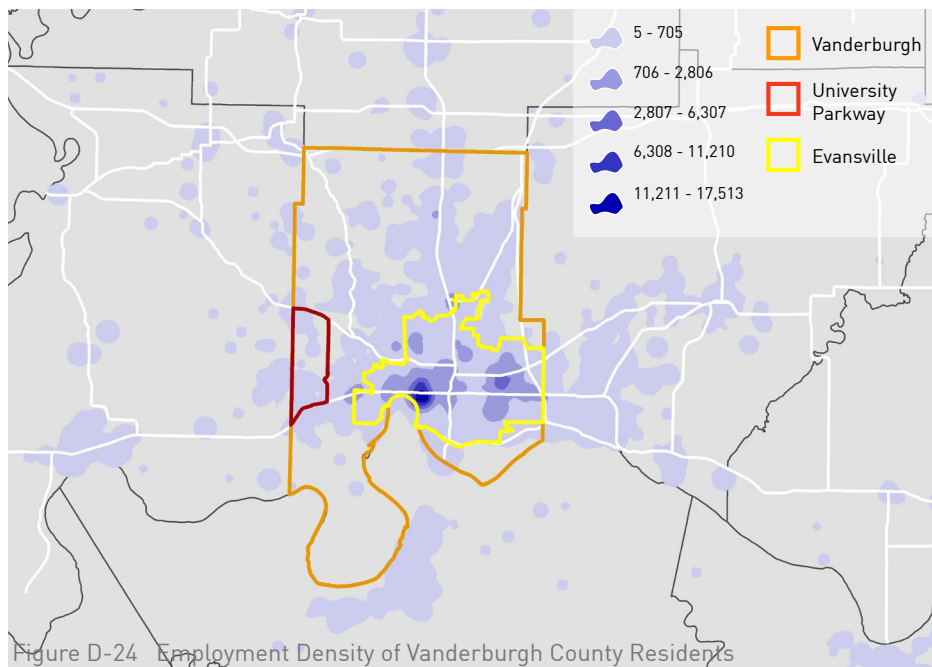 5 - 705
706 - 2,806
2,807 - 6,307
6,308 - 11,210
11,211 - 17,513
Vanderburgh
University
Parkway
Evansville
Figure D-24 Employment Density of Vanderburgh County Residents